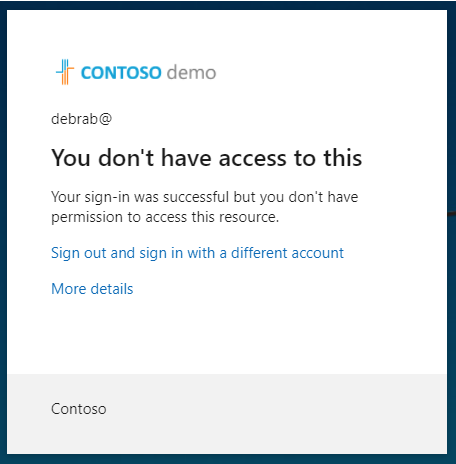 CONTOSO demo
debrab@
You don't have access to this
Your sign-in was successful but you don't have
permission to access this resource.
Sign out and sign in with a different account
More details
Contoso